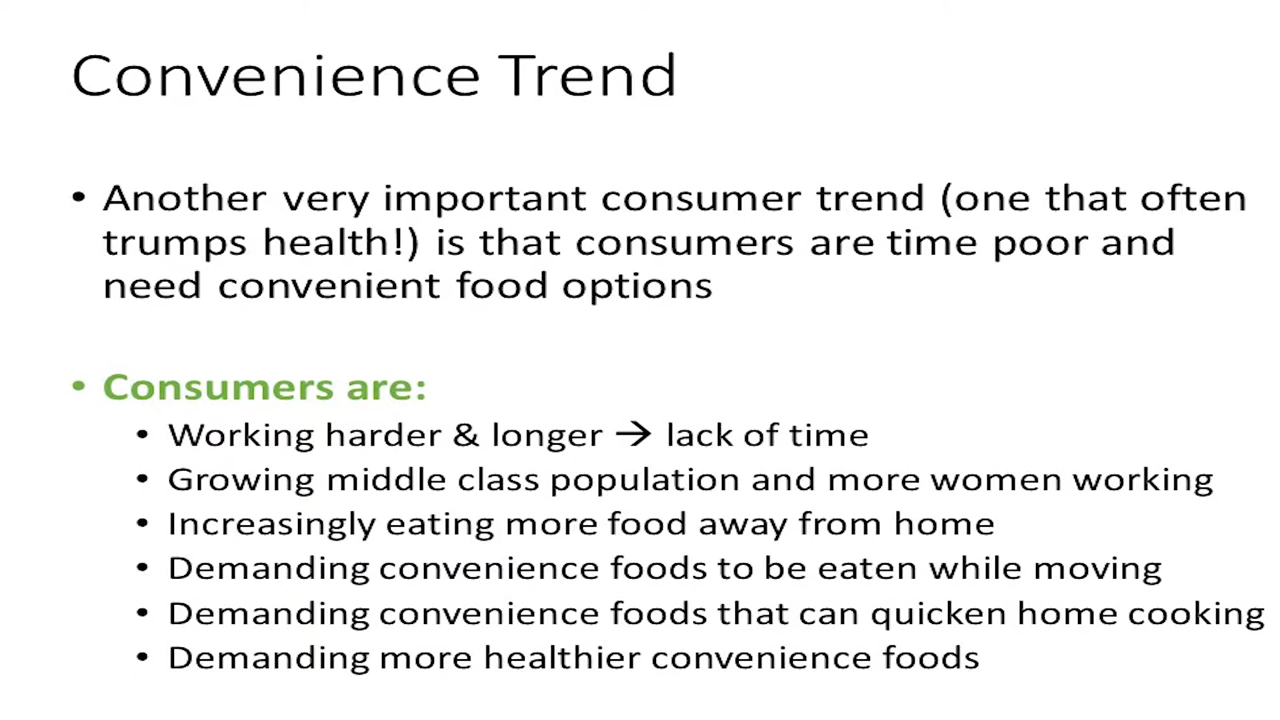 Convenience Trend
• Another very important consumer trend (one that often
trumps health!) is that consumers are time poor and
need convenient food options
• Consumers are:
• Working harder & longer → lack of time
• Growing middle class population and more women working
• Increasingly eating more food away from home
• Demanding convenience foods to be eaten while moving
• Demanding convenience foods that can quicken home cooking
• Demanding more healthier convenience foods